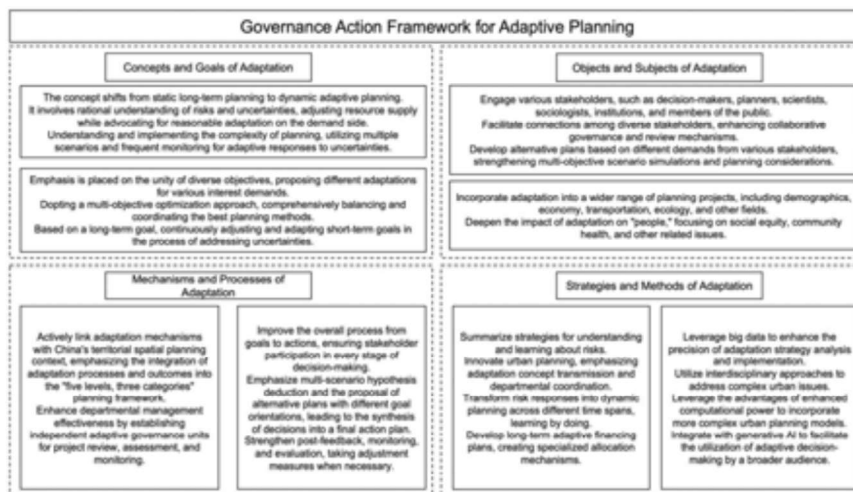 Governance Action Framework for Adaptive Planning
Concepts and Goals of Adaptation
The concept shifts from static long-term planning to dynamic adaptive planning.
It involves rational understanding of risks and uncertainties, adjusting resource supply
while advocating for reasonable adaptation on the demand side.
Understanding and implementing the complexity of planning, utilizing multiple
scenarios and frequent monitoring for adaptive responses to uncertainties.
Emphasis is placed on the unity of diverse objectives, proposing different adaptations
for various interest demands.
Dopting a multi-objective optimization approach, comprehensively balancing and
coordinating the best planning methods.
Based on a long-term goal, continuously adjusting and adapting short-term goals in
the process of addressing uncertainties.
Objects and Subjects of Adaptation
Engage various stakeholders, such as decision-makers, planners, scientists,
sociologists, institutions, and members of the public.
Facilitate connections among diverse stakeholders, enhancing collaborative
governance and review mechanisms.
Develop alternative plans based on different demands from various stakeholders,
strengthening multi-objective scenario simulations and planning considerations.
Incorporate adaptation into a wider range of planning projects, including demographics,
economy, transportation, ecology, and other fields.
Deepen the impact of adaptation on "people," focusing on social equity, community
health, and other related issues.
Mechanisms and Processes of
Adaptation
Actively link adaptation mechanisms
with China's territorial spatial planning
context, emphasizing the integration of
adaptation processes and outcomes into
the "five levels, three categories"
planning framework.
Enhance departmental management
effectiveness by establishing
independent adaptive governance units
for project review, assessment, and
monitoring.
Improve the overall process from
goals to actions, ensuring stakeholder
participation in every stage of
decision-making.
Emphasize multi-scenario hypothesis
deduction and the proposal of
alternative plans with different goal
orientations, leading to the synthesis
of decisions into a final action plan.
Strengthen post-feedback, monitoring,
and evaluation, taking adjustment
measures when necessary.
Strategies and Methods of Adaptation
Summarize strategies for understanding
and learning about risks.
Innovate urban planning, emphasizing
adaptation concept transmission and
departmental coordination.
Transform risk responses into dynamic
planning across different time spans,
learning by doing.
Develop long-term adaptive financing
plans, creating specialized allocation
mechanisms.
Leverage big data to enhance the
precision of adaptation strategy analysis
and implementation.
Utilize interdisciplinary approaches to
address complex urban issues.
Leverage the advantages of enhanced
computational power to incorporate
more complex urban planning models.
Integrate with generative AI to facilitate
the utilization of adaptive decision-
making by a broader audience.